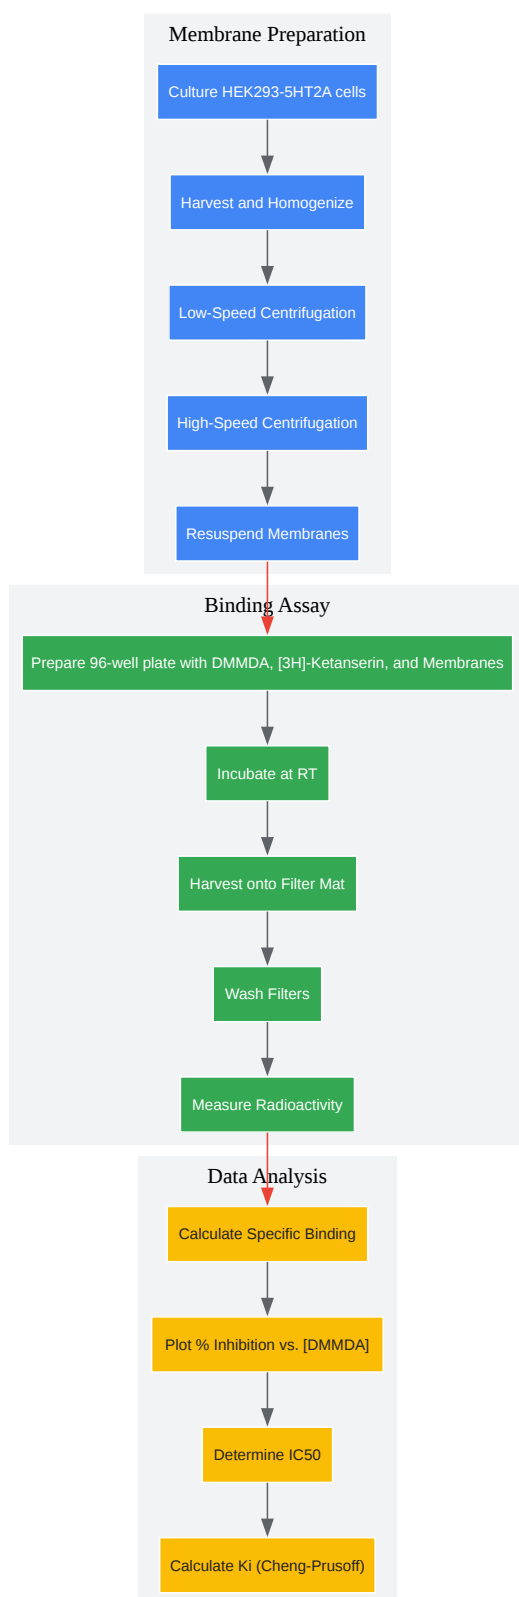 Membrane Preparation
Culture HEK293-5HT2A cells
Harvest and Homogenize
Low-Speed Centrifugation
High-Speed Centrifugation
Resuspend Membranes
Binding Assay
Prepare 96-well plate with DMMDA, [3H]-Ketanserin, and Membranes
Incubate at RT
Harvest onto Filter Mat
Wash Filters
Measure Radioactivity
Data Analysis
Calculate Specific Binding
Plot % Inhibition vs. [DMMDA]
Determine IC50
Calculate Ki (Cheng-Prusoff)